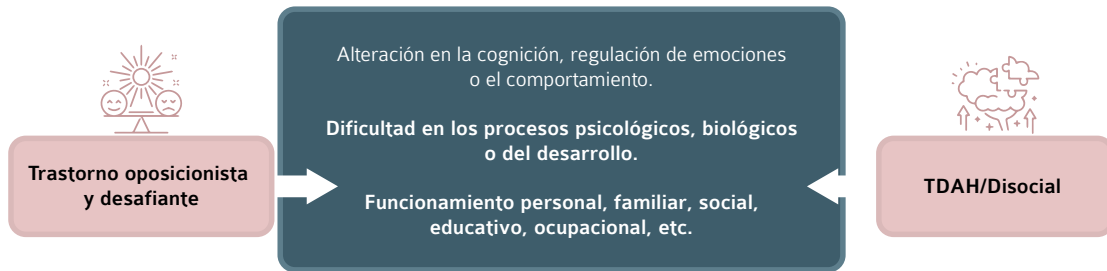 Alteración en la cognición, regulación de emociones
o el comportamiento.
Dificultad en los procesos psicológicos, biológicos
o del desarrollo.
Funcionamiento personal, familiar, social,
educativo, ocupacional, etc.
Trastorno oposicionista
y desafiante
TDAH/Disocial